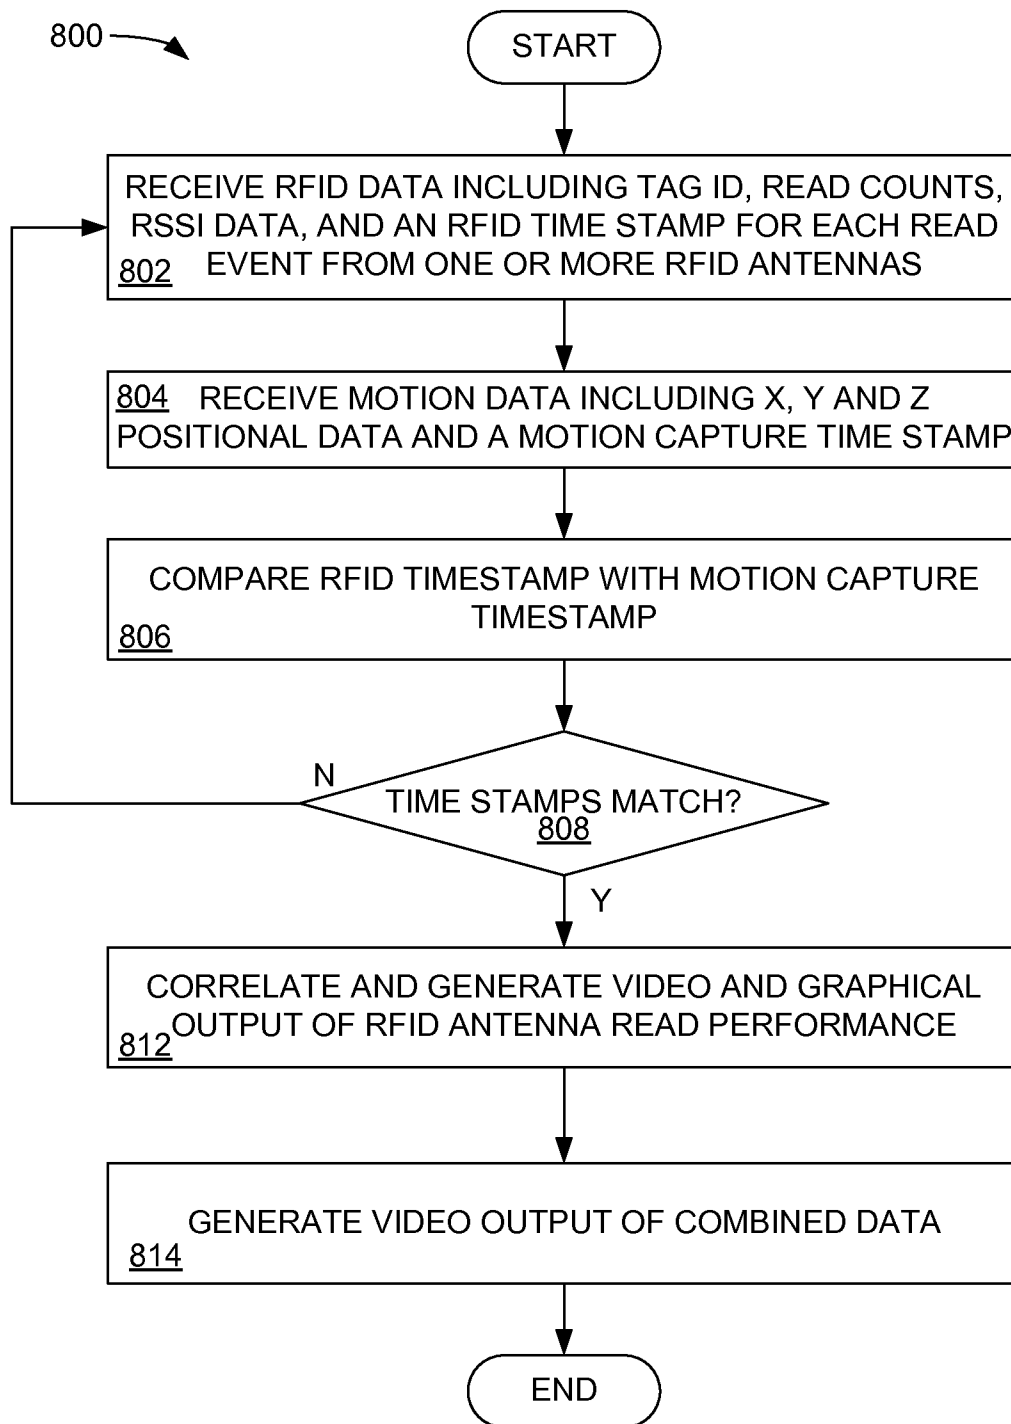 800
START
RECEIVE RFID DATA INCLUDING TAG ID, READ COUNTS,
RSSI DATA, AND AN RFID TIME STAMP FOR EACH READ
EVENT FROM ONE OR MORE RFID ANTENNAS
802
804 RECEIVE MOTION DATA INCLUDING X, Y AND Z
POSITIONAL DATA AND A MOTION CAPTURE TIME STAMP
COMPARE RFID TIMESTAMP WITH MOTION CAPTURE
TIMESTAMP
806
N
TIME STAMPS MATCH?
808
Y
CORRELATE AND GENERATE VIDEO AND GRAPHICAL
OUTPUT OF RFID ANTENNA READ PERFORMANCE
812
GENERATE VIDEO OUTPUT OF COMBINED DATA
814
END